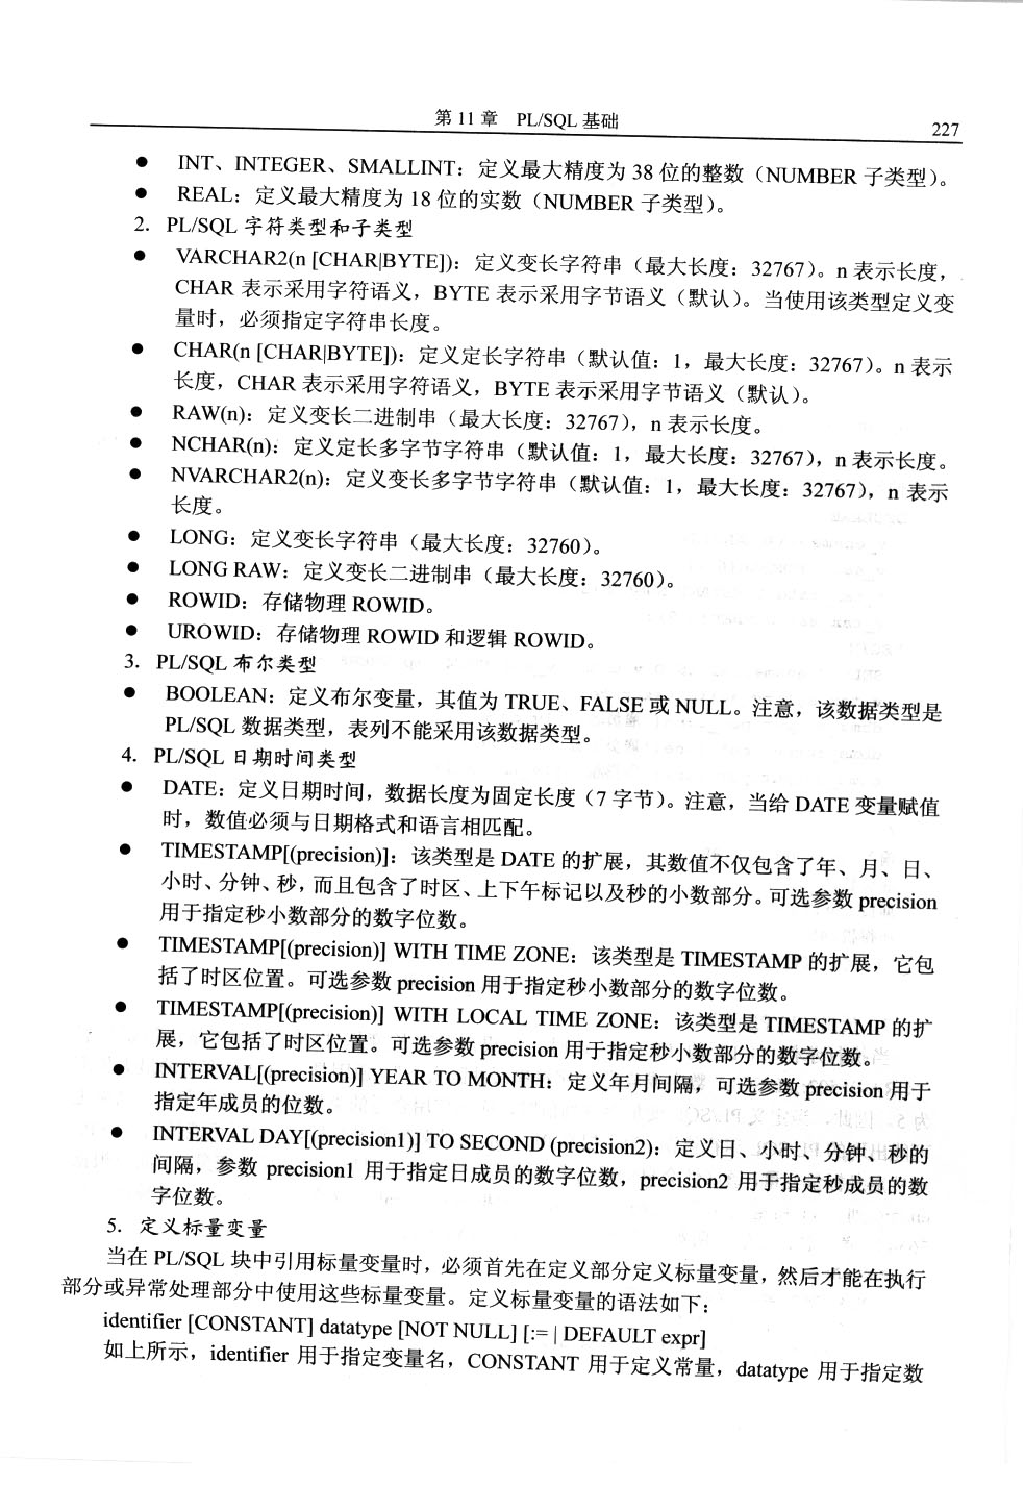 第 11 章 PL/SQL 基础
227
● INT、INTEGER、SMALLINT：定义最大精度为 38 位的整数（NUMBER 子类型）。
● REAL：定义最大精度为 18 位的实数（NUMBER 子类型）。
2. PL/SQL 字符类型和子类型
● VARCHAR2(n [CHAR|BYTE])：定义变长字符串（最大长度：32767）。n 表示长度，
CHAR 表示采用字符语义，BYTE 表示采用字节语义（默认）。当使用该类型定义变
量时，必须指定字符串长度。
● CHAR(n [CHAR|BYTE])：定义定长字符串（默认值：1，最大长度：32767）。n 表示
长度，CHAR 表示采用字符语义，BYTE 表示采用字节语义（默认）。
● RAW(n)：定义变长二进制串（最大长度：32767），n 表示长度。
● NCHAR(n)：定义定长多字节字符串（默认值：1，最大长度：32767），n 表示长度。
● NVARCHAR2(n)：定义变长多字节字符串（默认值：1，最大长度：32767），n 表示
长度。
● LONG：定义变长字符串（最大长度：32760）。
● LONG RAW：定义变长二进制串（最大长度：32760）。
● ROWID：存储物理 ROWID。
● UROWID：存储物理 ROWID 和逻辑 ROWID。
3. PL/SQL 布尔类型
● BOOLEAN：定义布尔变量，其值为 TRUE、FALSE 或 NULL。注意，该数据类型是
PL/SQL 数据类型，表列不能采用该数据类型。
4. PL/SQL 日期时间类型
● DATE：定义日期时间，数据长度为固定长度（7 字节）。注意，当给 DATE 变量赋值
时，数值必须与日期格式和语言相匹配。
● TIMESTAMP[(precision)]：该类型是 DATE 的扩展，其数值不仅包含了年、月、日、
小时、分钟、秒，而且包含了时区、上下午标记以及秒的小数部分。可选参数 precision
用于指定秒小数部分的数字位数。
● TIMESTAMP[(precision)] WITH TIME ZONE：该类型是 TIMESTAMP 的扩展，它包
括了时区位置。可选参数 precision 用于指定秒小数部分的数字位数。
● TIMESTAMP[(precision)] WITH LOCAL TIME ZONE：该类型是 TIMESTAMP 的扩
展，它包括了时区位置。可选参数 precision 用于指定秒小数部分的数字位数。
● INTERVAL[(precision)] YEAR TO MONTH：定义年月间隔，可选参数 precision 用于
指定年成员的位数。
● INTERVAL DAY[(precision1)] TO SECOND (precision2)：定义日、小时、分钟、秒的
间隔，参数 precision1 用于指定日成员的数字位数，precision2 用于指定秒成员的数
字位数。
5. 定义标量变量
当在 PL/SQL 块中引用标量变量时，必须首先在定义部分定义标量变量，然后才能在执行
部分或异常处理部分中使用这些标量变量。定义标量变量的语法如下：
identifier [CONSTANT] datatype [NOT NULL] [:= | DEFAULT expr]
如上所示，identifier 用于指定变量名，CONSTANT 用于定义常量，datatype 用于指定数